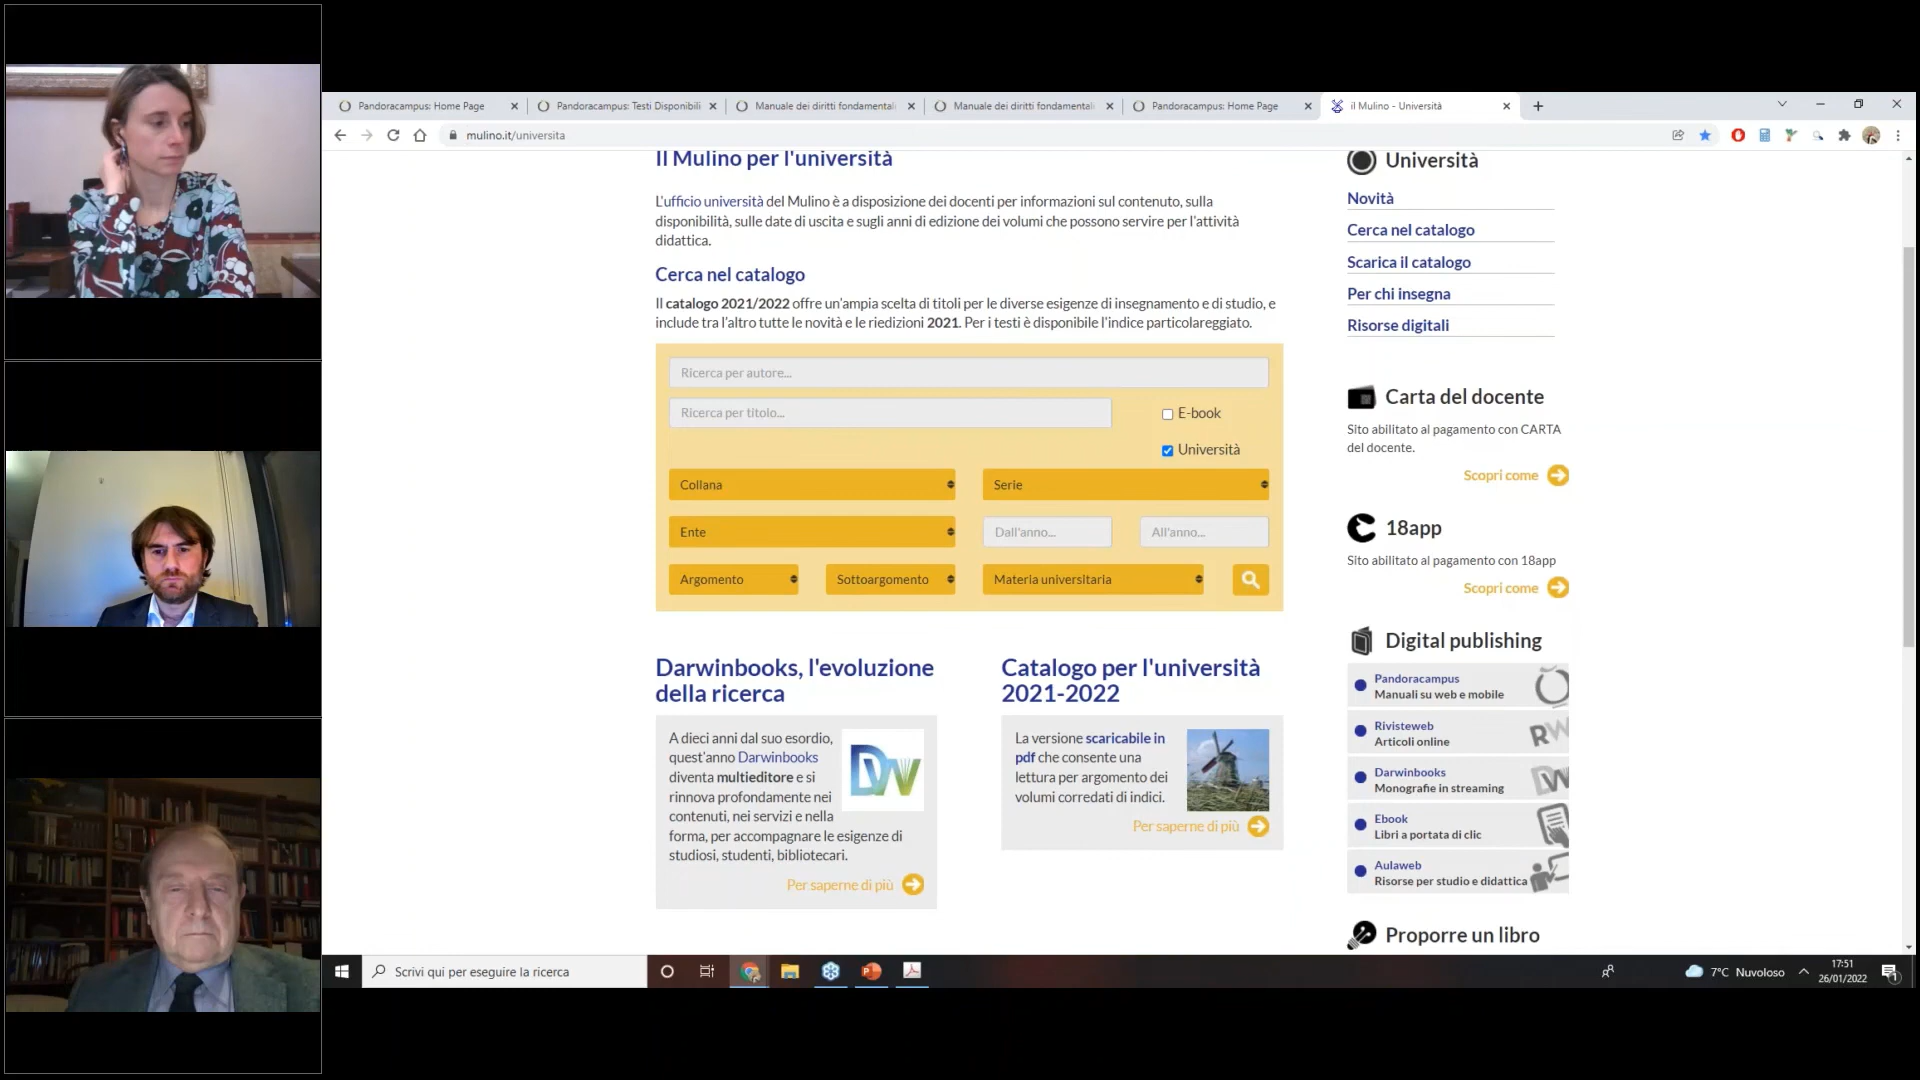 Pandoracampus: Home Page
Pandoracampus: Testi Disponibili
Manuale dei diritti fondamental
Manuale dei diritti fondamental
Pandoracampus: Home Page
il Mulino - Università
mulino.it/universita
Il Mulino per l'università
L'ufficio università del Mulino è a disposizione dei docenti per informazioni sul contenuto, sulla
disponibilità, sulle date di uscita e sugli anni di edizione dei volumi che possono servire per l'attività
didattica.
Cerca nel catalogo
Il catalogo 2021/2022 offre un'ampia scelta di titoli per le diverse esigenze di insegnamento e di studio, e
include tra l'altro tutte le novità e le riedizioni 2021. Per i testi è disponibile l'indice particolareggiato.
Ricerca per autore...
Ricerca per titolo...
E-book
Università
Collana
Serie
Ente
Dall'anno...
All'anno...
Argomento
Sottoargomento
Materia universitaria
Darwinbooks, l'evoluzione
della ricerca
A dieci anni dal suo esordio,
quest'anno Darwinbooks
diventa multieditore e si
rinnova profondamente nei
contenuti, nei servizi e nella
forma, per accompagnare le esigenze di
studiosi, studenti, bibliotecari.
DW
Per saperne di più
Catalogo per l'università
2021-2022
La versione scaricabile in
pdf che consente una
lettura per argomento dei
volumi corredati di indici.
Per saperne di più
Università
Novità
Cerca nel catalogo
Scarica il catalogo
Per chi insegna
Risorse digitali
Carta del docente
Sito abilitato al pagamento con CARTA
del docente.
Scopri come
18app
Sito abilitato al pagamento con 18app
Scopri come
Digital publishing
Pandoracampus
Manuali su web e mobile
Rivisteweb
Articoli online
RW
Darwinbooks
Monografie in streaming
DW
Ebook
Libri a portata di clic
Aulaweb
Risorse per studio e didattica
Proporre un libro
Scrivi qui per eseguire la ricerca
7°C Nuvoloso
17:51
26/01/2022
1